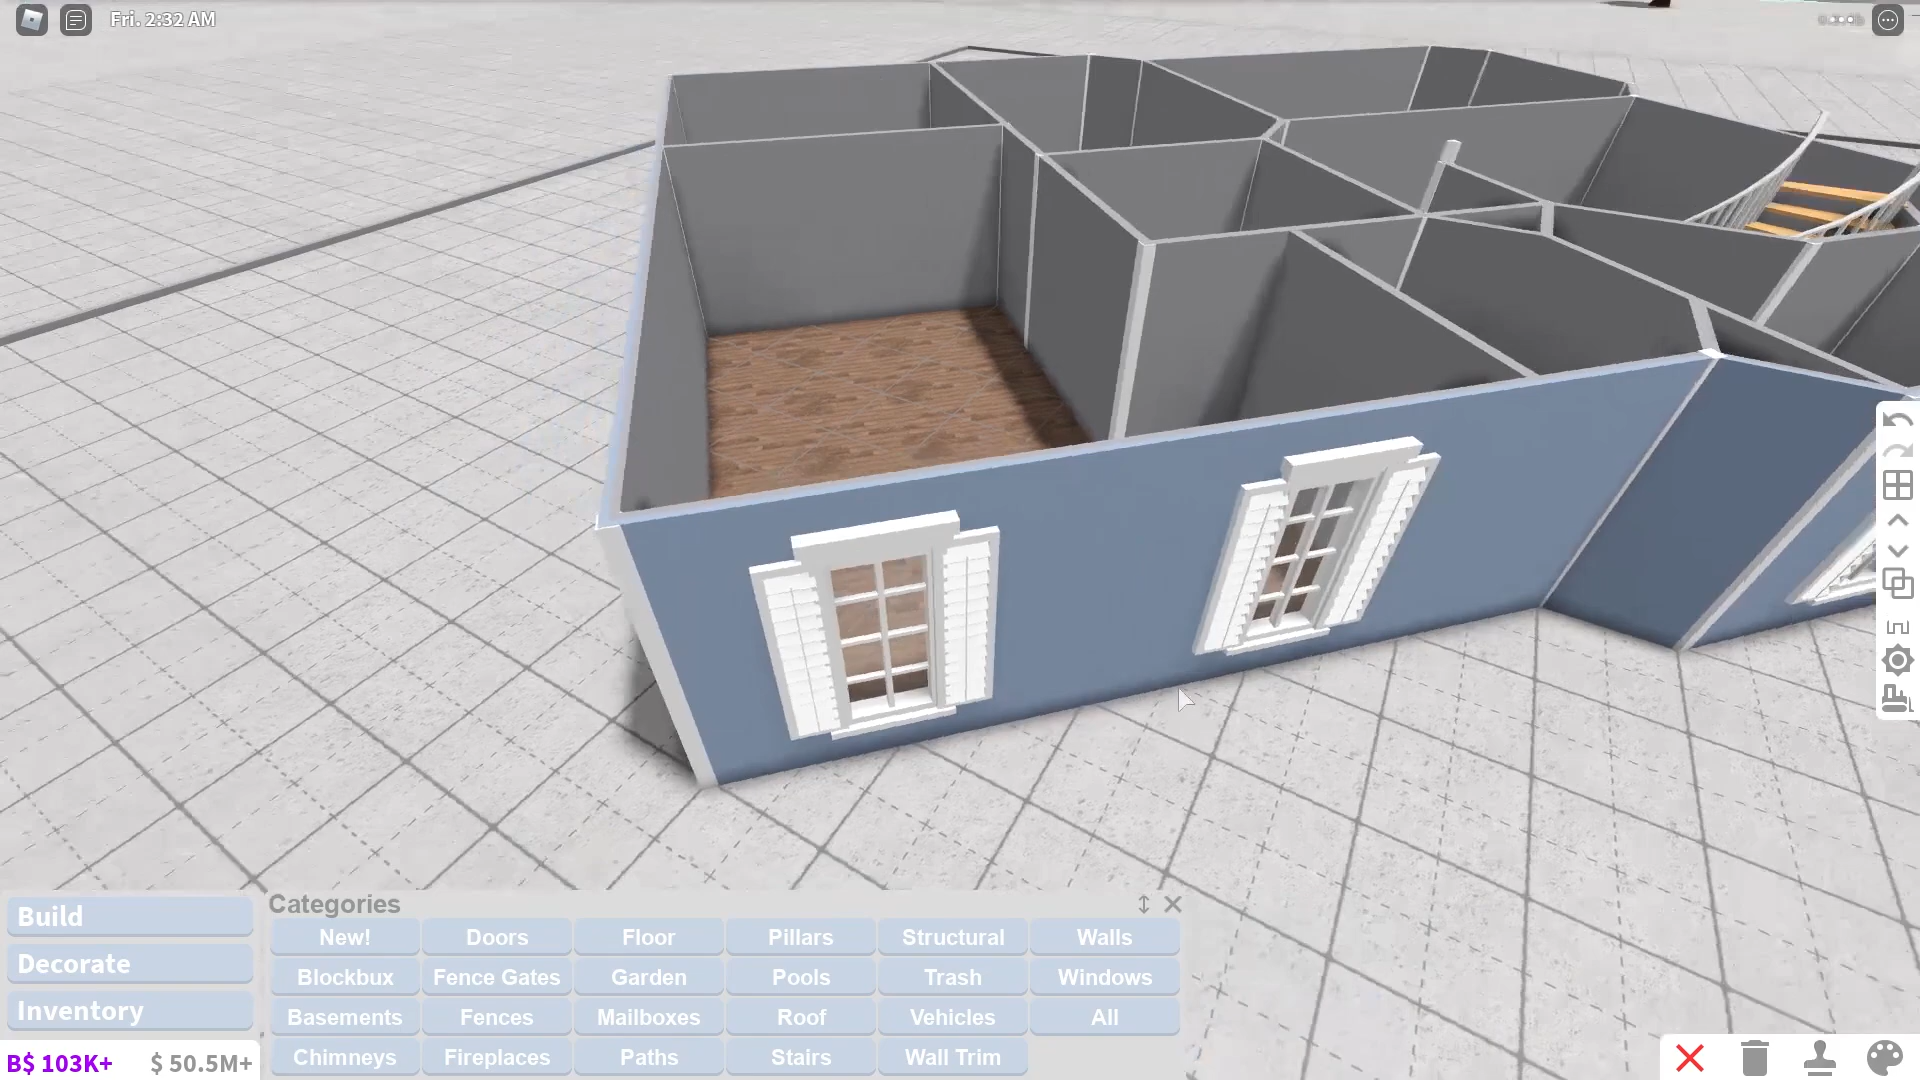 Fri. 2:32 AM
Build
Decorate
Inventory
B$ 103K+ $ 50.5M+
Categories
New! Doors Floor Pillars Structural Walls
Blockbux Fence Gates Garden Pools Trash Windows
Basements Fences Mailboxes Roof Vehicles All
Chimneys Fireplaces Paths Stairs Wall Trim